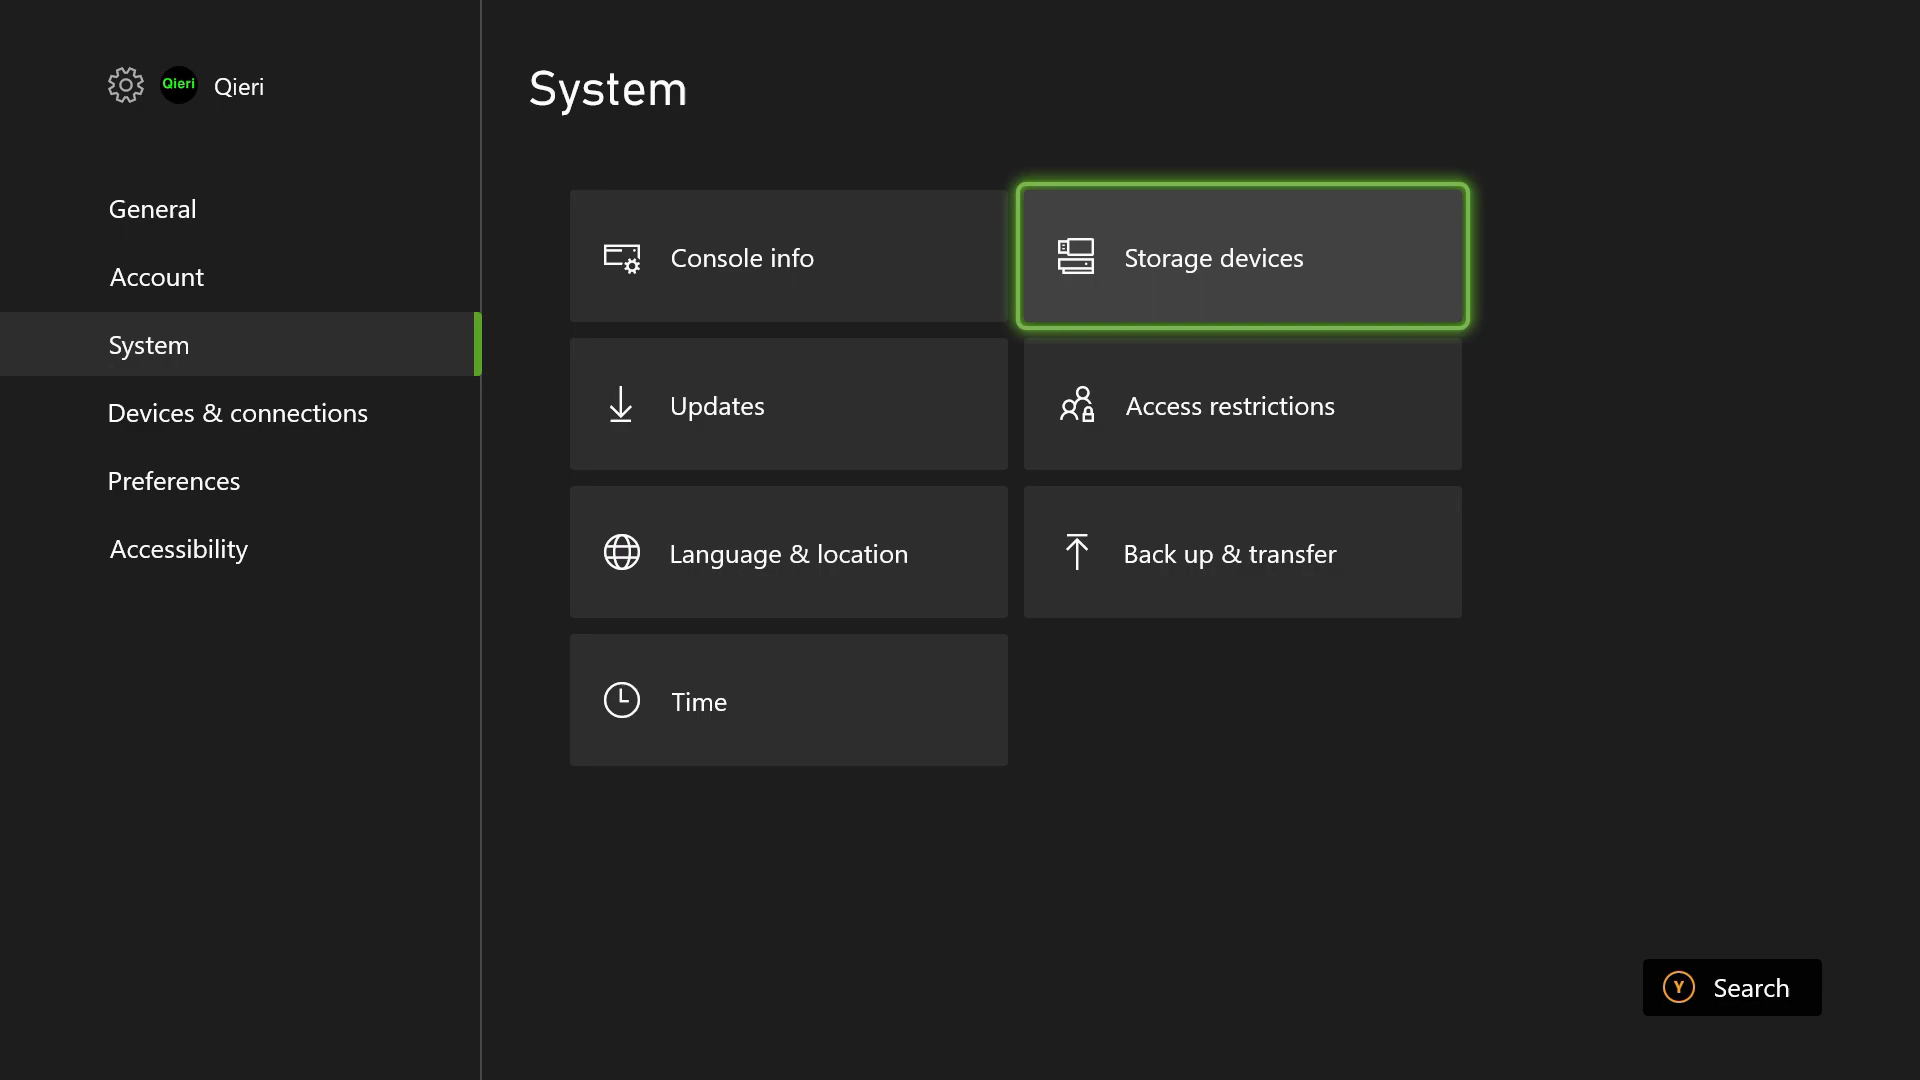 Qieri Qieri
General
Account
System
Devices & connections
Preferences
Accessibility
System
Console info
Storage devices
Updates
Access restrictions
Language & location
Back up & transfer
Time
Y Search